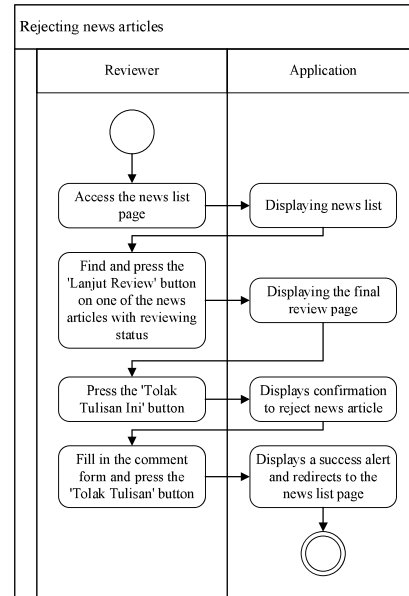 Rejecting news articles
Reviewer
Application
Access the news list
page
Displaying news list
Find and press the
'Lanjut Review' button
on one of the news
articles with reviewing
status
Displaying the final
review page
Press the 'Tolak
Tulisan Ini' button
Displays confirmation
to reject news article
Fill in the comment
form and press the
'Tolak Tulisan' button
Displays a success alert
and redirects to the
news list page